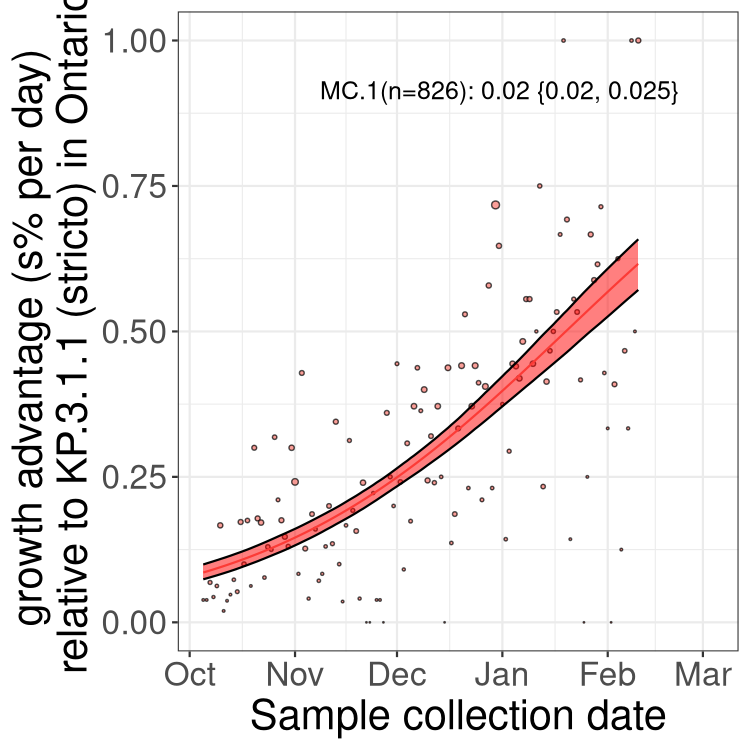 growth advantage (s% per day)
relative to KP.3.1.1 (stricto) in Ontario
1.00
0.75
0.50
0.25
0.00
MC.1(n=826): 0.02 {0.02, 0.025}
Oct Nov Dec Jan Feb Mar
Sample collection date